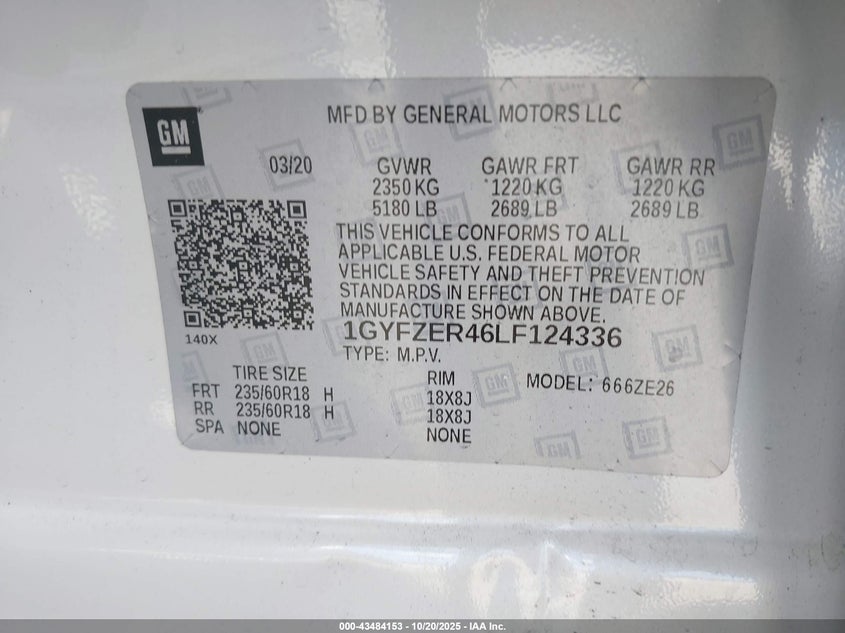 GM
MFD BY GENERAL MOTORS LLC
03/20 GVWR GAWR FRT GAWR RR
2350 KG 1220 KG 1220 KG
5180 LB 2689 LB 2689 LB
THIS VEHICLE CONFORMS TO ALL
APPLICABLE U.S. FEDERAL MOTOR
VEHICLE SAFETY AND THEFT PREVENTION
STANDARDS IN EFFECT ON THE DATE OF
MANUFACTURE SHOWN ABOVE.
140X
1GYFZER46LF124336
TYPE: M.P.V.
TIRE SIZE RIM MODEL: 666ZE26
FRT 235/60R18 H 18X8J
RR 235/60R18 H 18X8J
SPA NONE NONE
000-43484153 - 10/20/2025 - IAA Inc.